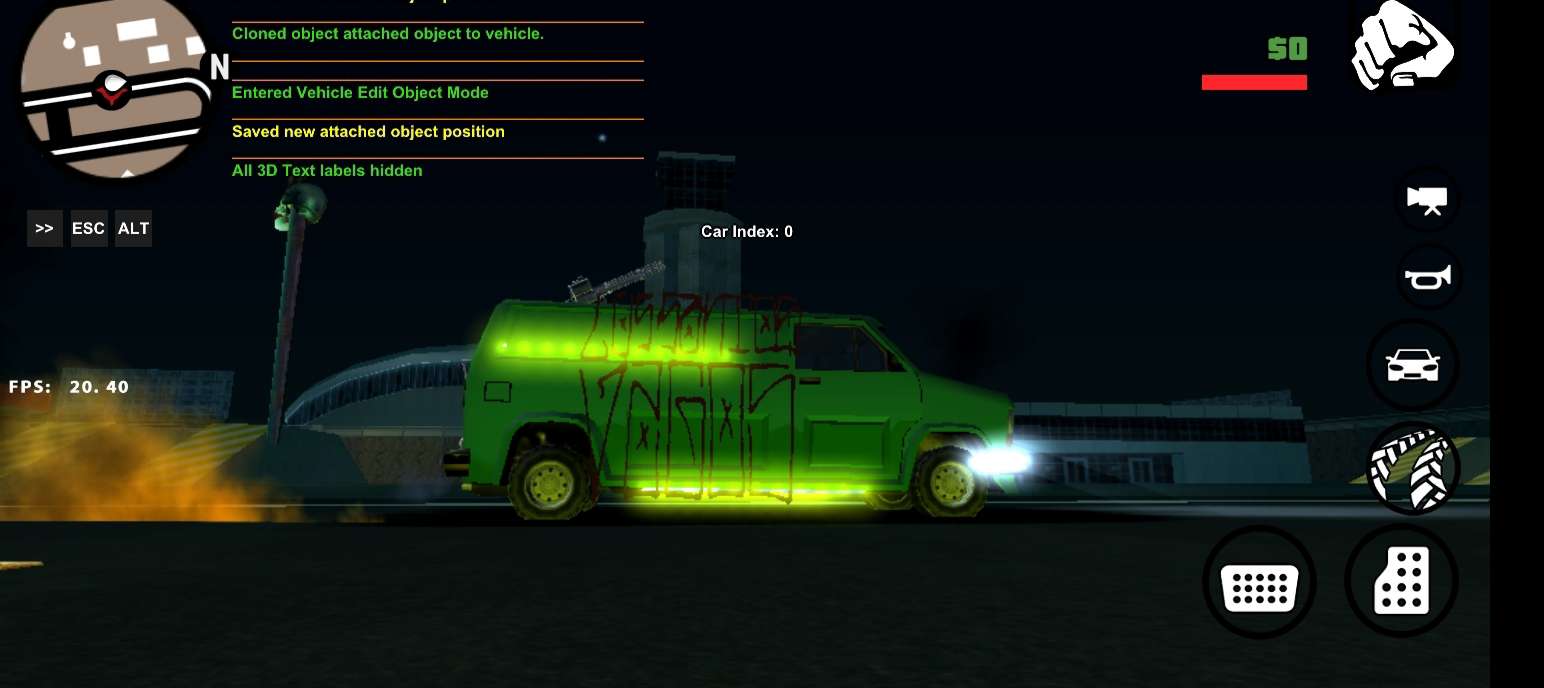 Cloned object attached object to vehicle.
N
$0
Entered Vehicle Edit Object Mode
Saved new attached object position
All 3D Text labels hidden
>> ESC ALT
Car Index: 0
FPS: 20. 40